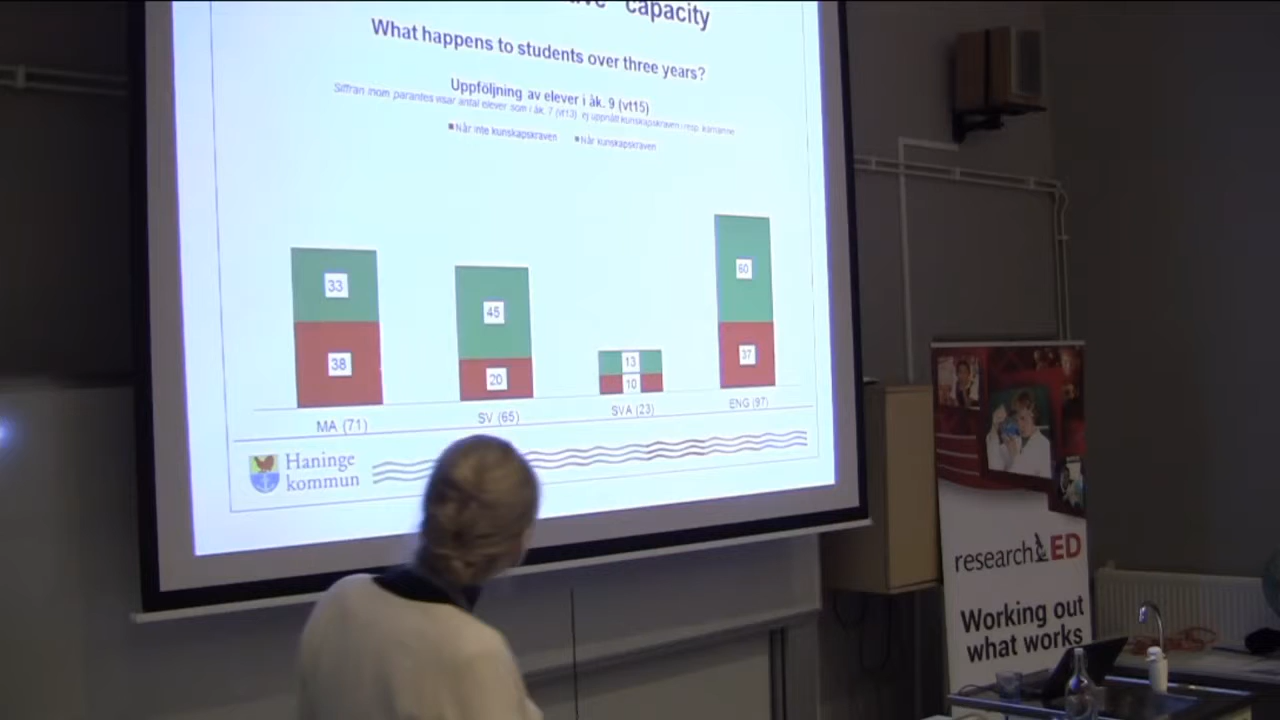 capacity
What happens to students over three years?
Uppföljning av elever i åk. 9 (vt15)
Siffran inom parantes visar antal elever som i åk. 7 (vt13) ej uppnått kunskapskraven i resp. kärnämne
Når inte kunskapskraven Når kunskapskraven
33
45
13
60
38
20
10
37
MA (71)
SV (65)
SVA (23)
ENG (97)
Haninge
kommun
researchED
Working out
what works